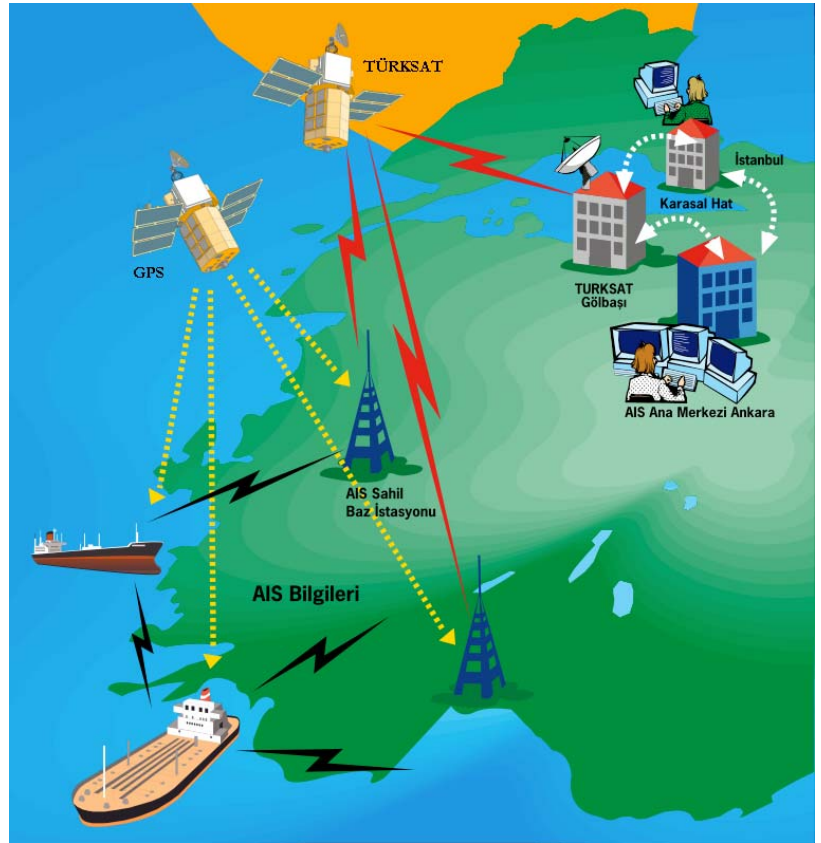 TÜRKSAT
GPS
İstanbul
Karasal Hat
TURKSAT
Gölbaşı
AIS Ana Merkezi Ankara
AIS Sahil
Baz İstasyonu
AIS Bilgileri